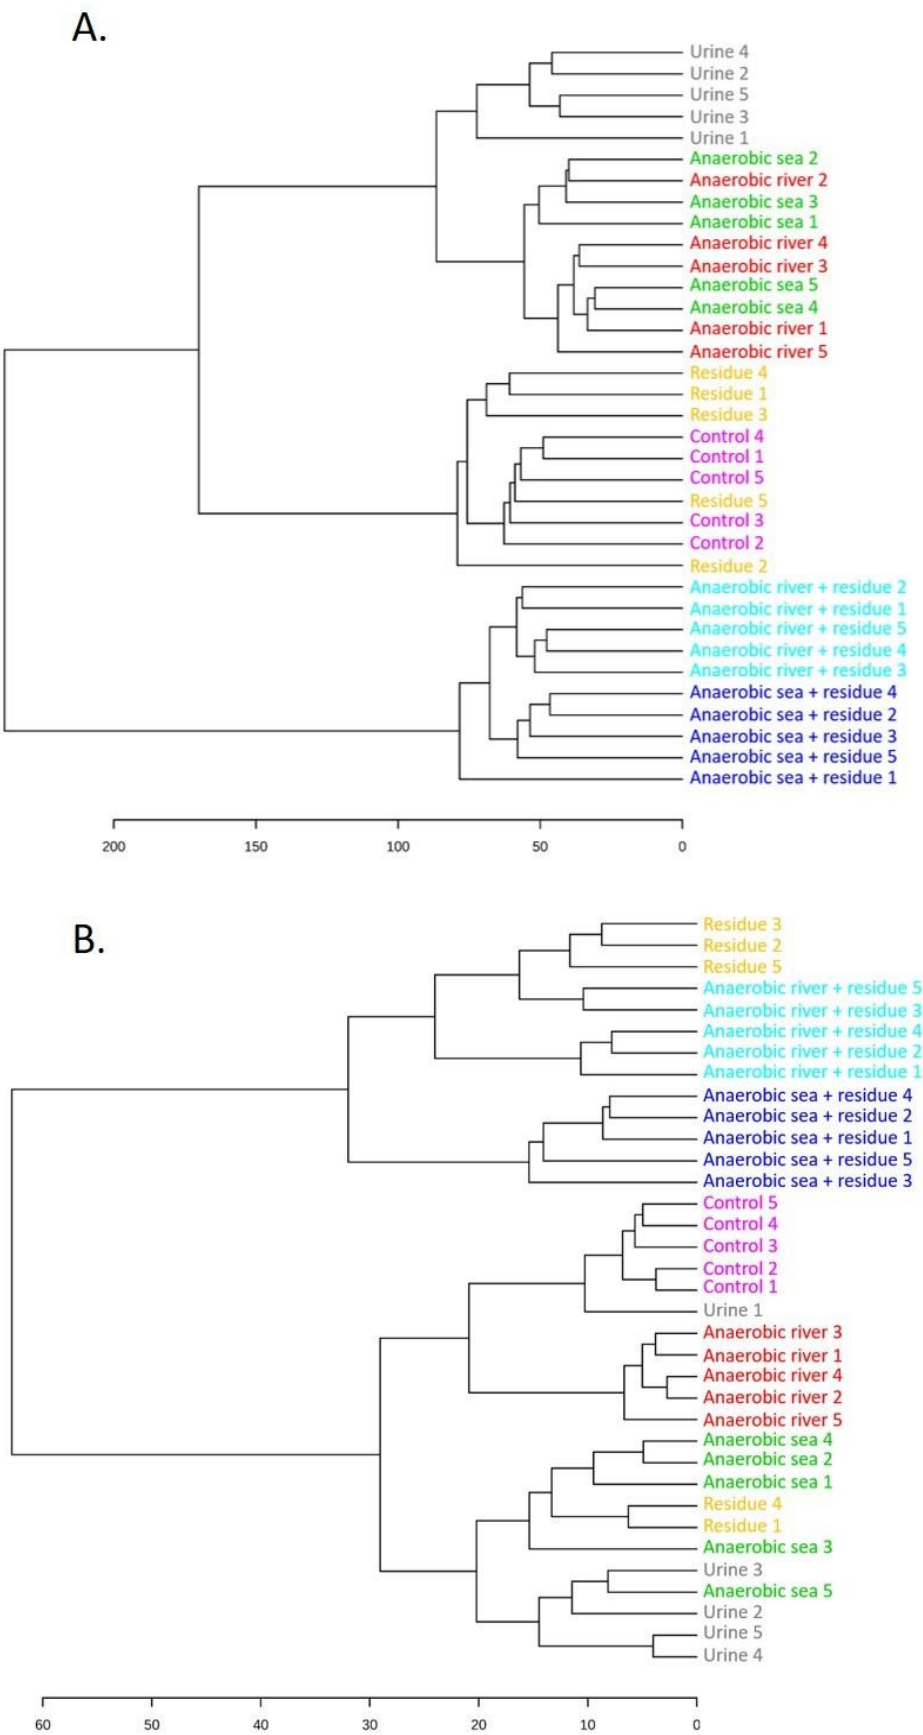 A.
Urine 4
Urine 2
Urine 5
Urine 3
Urine 1
Anaerobic sea 2
Anaerobic river 2
Anaerobic sea 3
Anaerobic sea 1
Anaerobic river 4
Anaerobic river 3
Anaerobic sea 5
Anaerobic sea 4
Anaerobic river 1
Anaerobic river 5
Residue 4
Residue 1
Residue 3
Control 4
Control 1
Control 5
Residue 5
Control 3
Control 2
Residue 2
Anaerobic river + residue 2
Anaerobic river + residue 1
Anaerobic river + residue 5
Anaerobic river + residue 4
Anaerobic river + residue 3
Anaerobic sea + residue 4
Anaerobic sea + residue 2
Anaerobic sea + residue 3
Anaerobic sea + residue 5
Anaerobic sea + residue 1
200 150 100 50 0
B.
Residue 3
Residue 2
Residue 5
Anaerobic river + residue 5
Anaerobic river + residue 3
Anaerobic river + residue 4
Anaerobic river + residue 2
Anaerobic river + residue 1
Anaerobic sea + residue 4
Anaerobic sea + residue 2
Anaerobic sea + residue 1
Anaerobic sea + residue 5
Anaerobic sea + residue 3
Control 5
Control 4
Control 3
Control 2
Control 1
Urine 1
Anaerobic river 3
Anaerobic river 1
Anaerobic river 4
Anaerobic river 2
Anaerobic river 5
Anaerobic sea 4
Anaerobic sea 2
Anaerobic sea 1
Residue 4
Residue 1
Anaerobic sea 3
Urine 3
Anaerobic sea 5
Urine 2
Urine 5
Urine 4
60 50 40 30 20 10 0